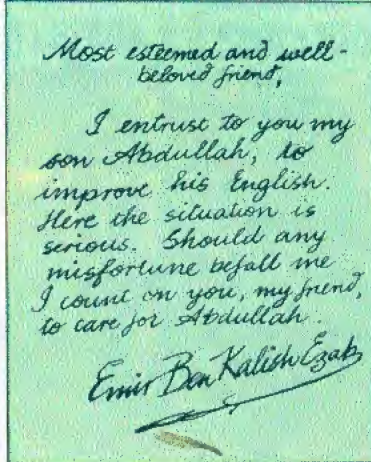 Most esteemed and well-
beloved friend,
I entrust to you my
son Abdullah, to
improve his English.
Here the situation is
serious. Should any
misfortune befall me
I count on you, my friend,
to care for Abdullah.
Emir Ben Kalish Ezab